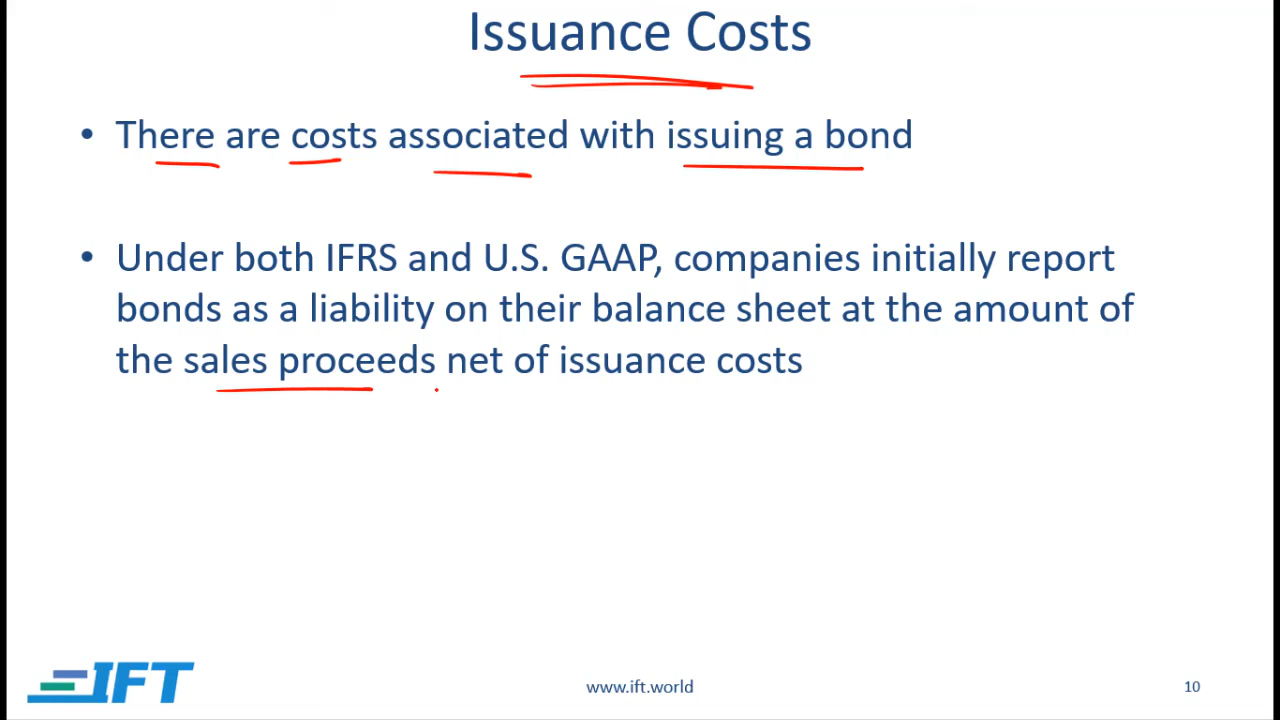 Issuance Costs
• There are costs associated with issuing a bond
• Under both IFRS and U.S. GAAP, companies initially report
bonds as a liability on their balance sheet at the amount of
the sales proceeds net of issuance costs
IFT
www.ift.world
10